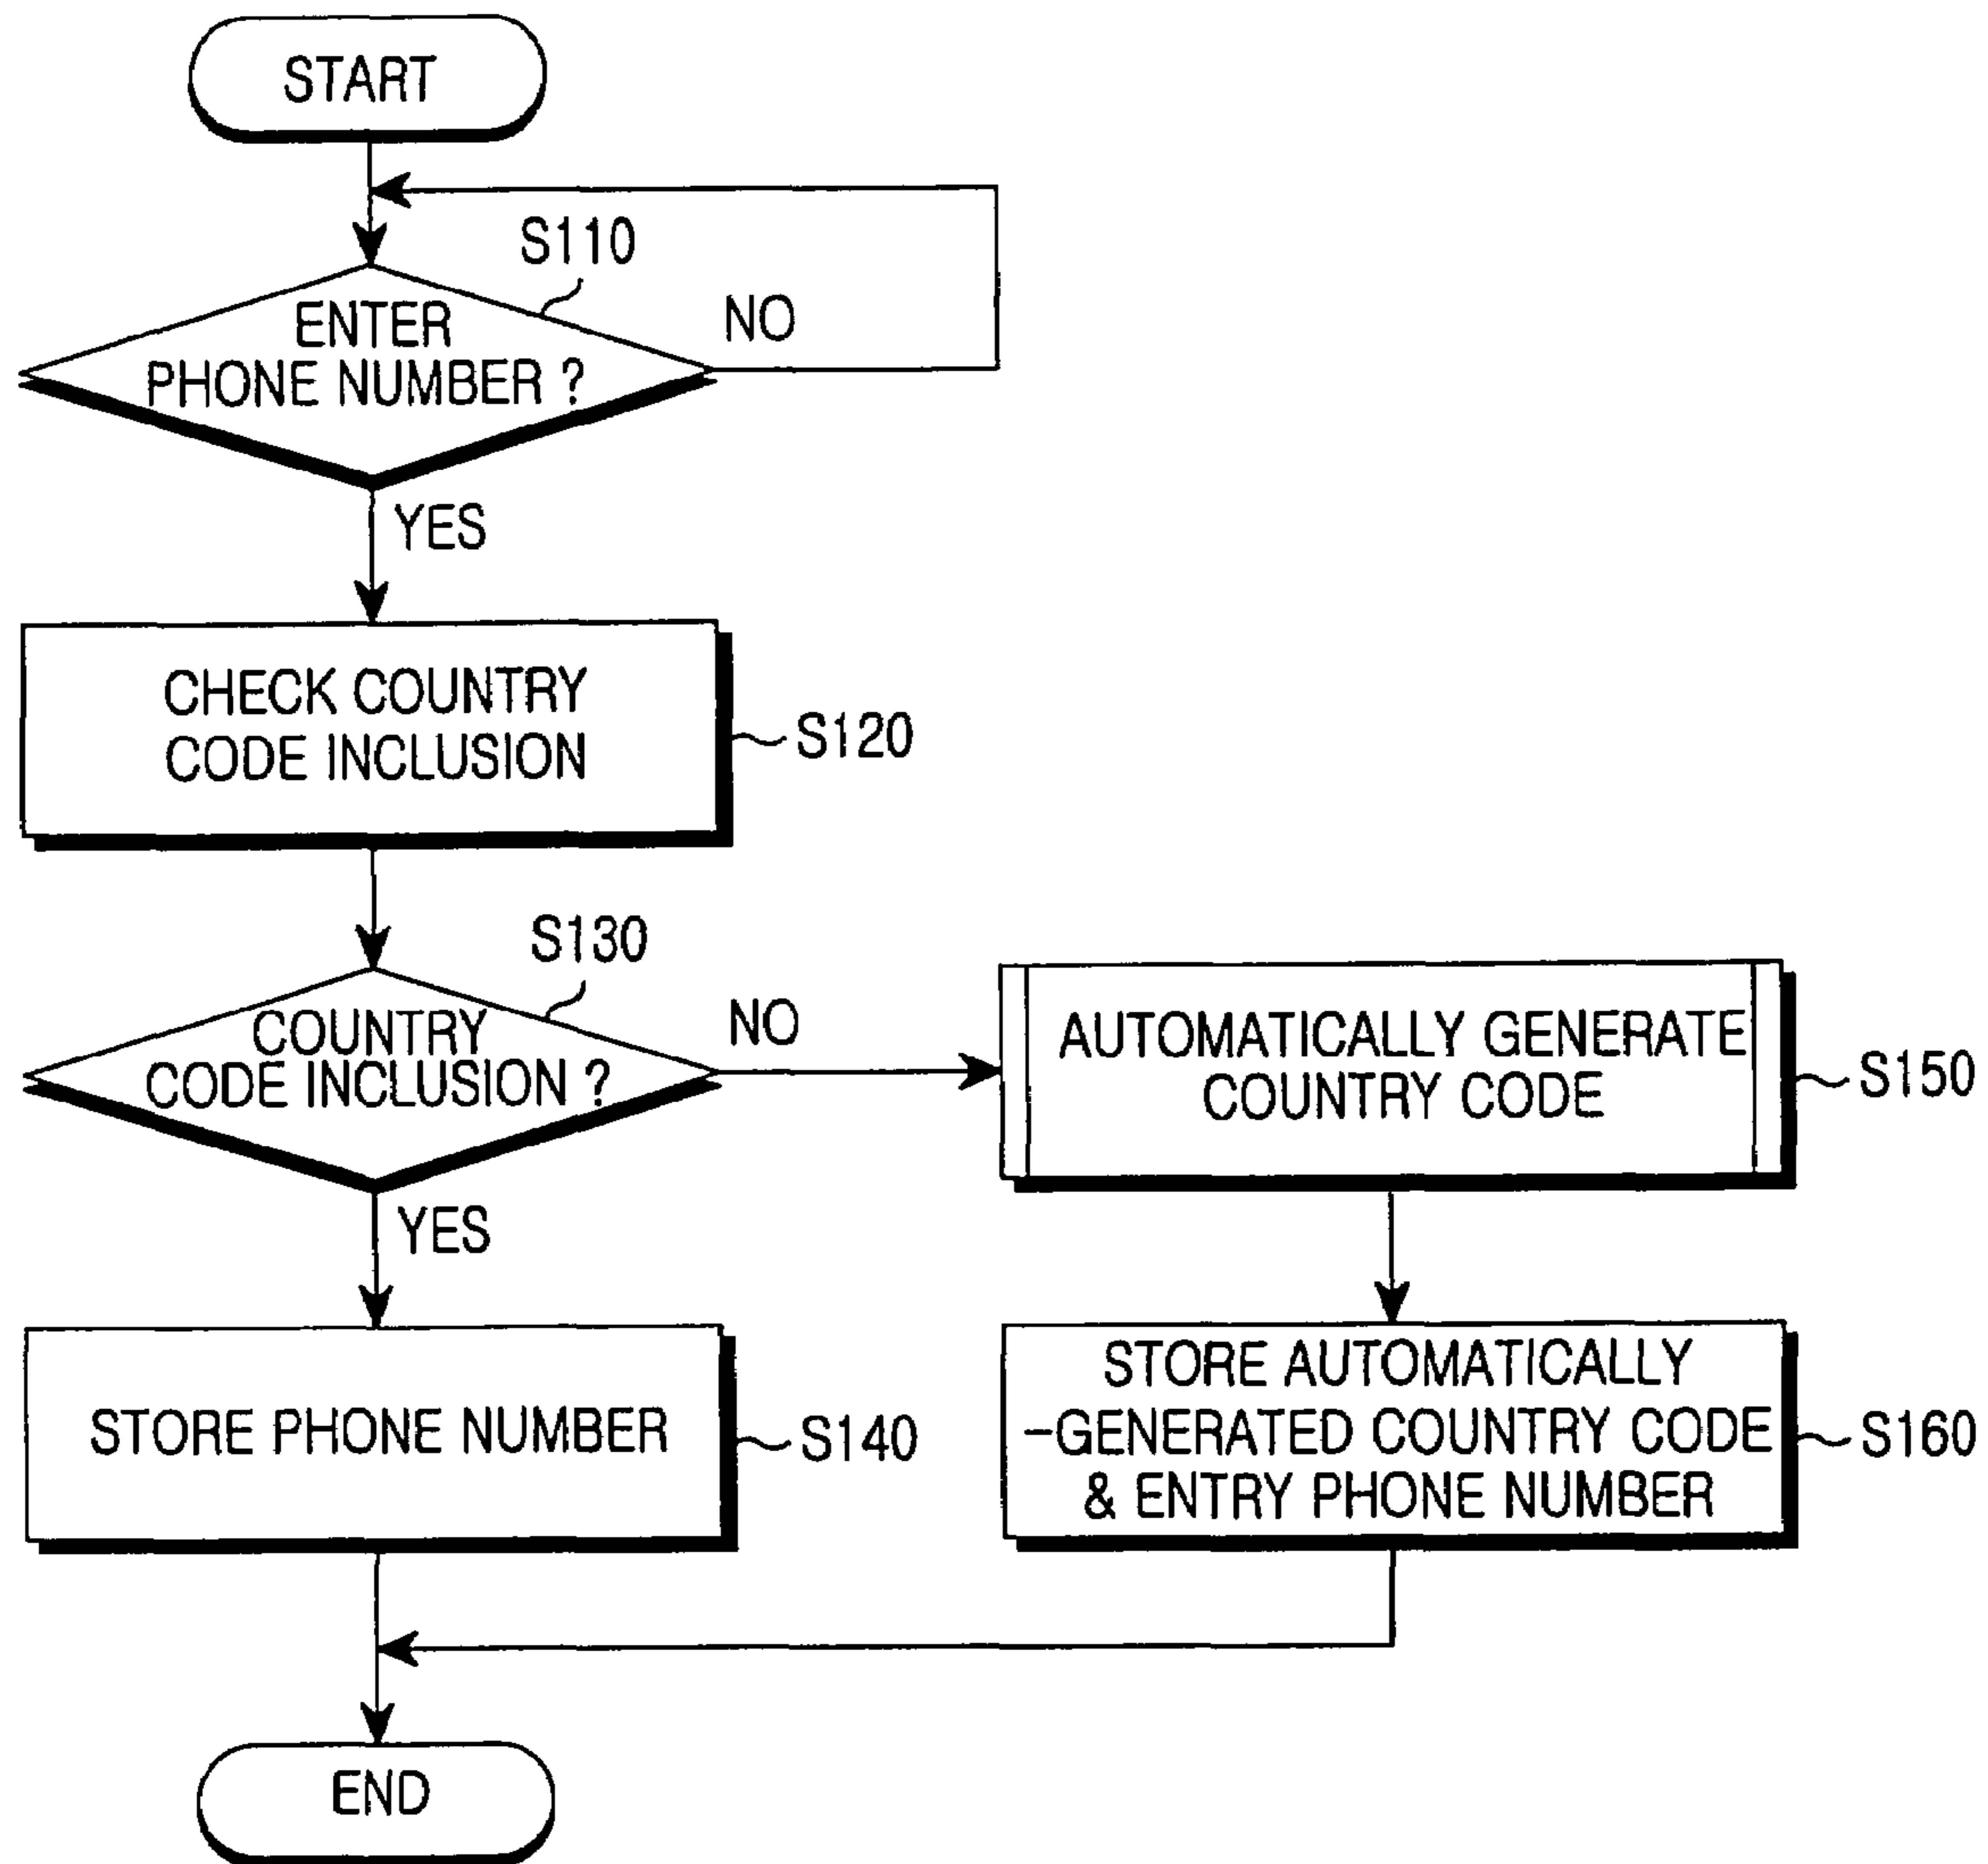 START
S110
ENTER
PHONE NUMBER ?
NO
YES
CHECK COUNTRY
CODE INCLUSION
S120
S130
COUNTRY
CODE INCLUSION ?
NO
AUTOMATICALLY GENERATE
COUNTRY CODE
S150
YES
STORE PHONE NUMBER
S140
STORE AUTOMATICALLY
-GENERATED COUNTRY CODE
& ENTRY PHONE NUMBER
S160
END